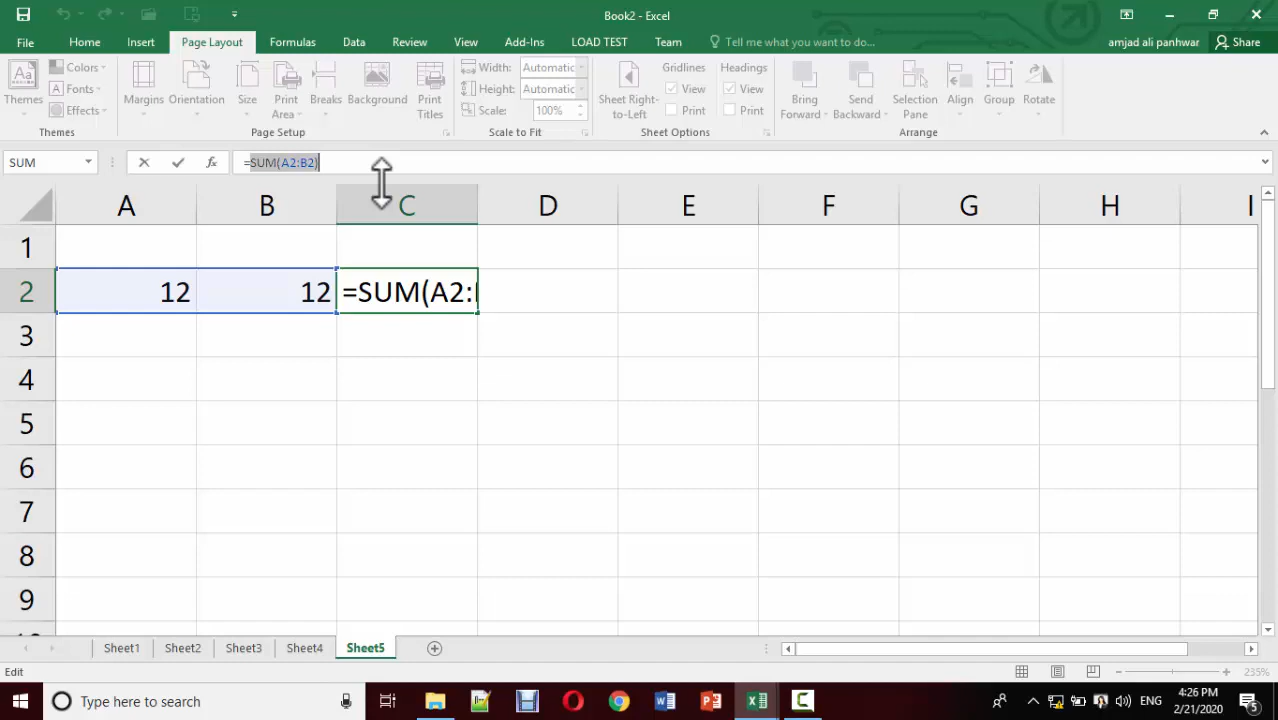 Book2 - Excel
File Home Insert Page Layout Formulas Data Review View Add-Ins LOAD TEST Team Tell me what you want to do... amjad ali panhwar Share
Themes Colors Fonts Effects
Margins Orientation Size Print Area Breaks Background Print Titles
Width: Automatic Height: Automatic Scale: 100%
Sheet Right-to-Left Gridlines View Print Headings View Print
Bring Forward Send Backward Selection Pane Align Group Rotate
Themes Page Setup Scale to Fit Sheet Options Arrange
SUM fx =SUM(A2:B2)
A B C D E F G H I
1
2 12 12 =SUM(A2:
3
4
5
6
7
8
9
Sheet1 Sheet2 Sheet3 Sheet4 Sheet5
Edit 235%
Type here to search ENG 4:26 PM
2/21/2020 5